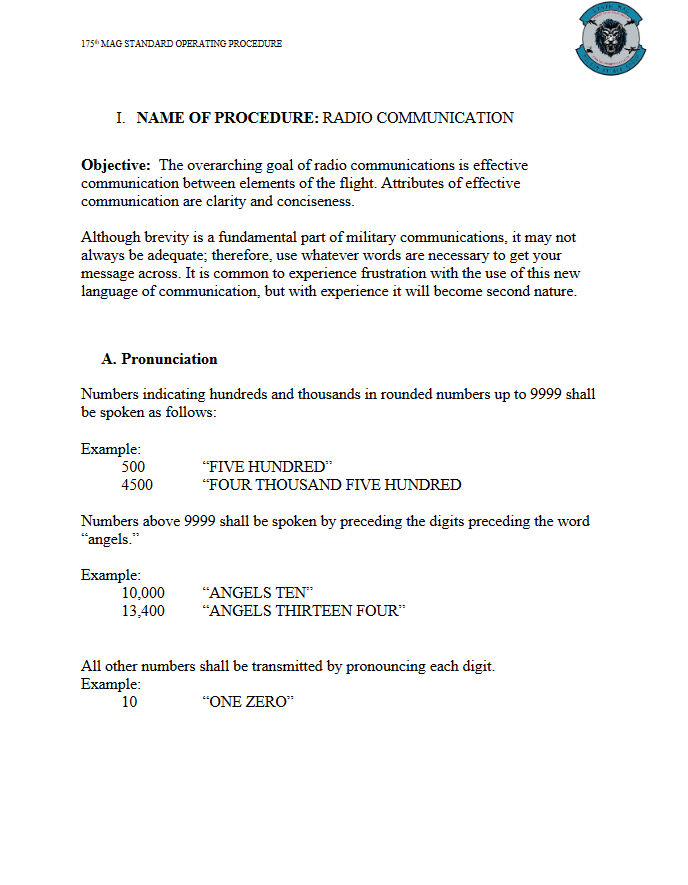 175th MAG STANDARD OPERATING PROCEDURE
I. NAME OF PROCEDURE: RADIO COMMUNICATION
Objective: The overarching goal of radio communications is effective
communication between elements of the flight. Attributes of effective
communication are clarity and conciseness.
Although brevity is a fundamental part of military communications, it may not
always be adequate; therefore, use whatever words are necessary to get your
message across. It is common to experience frustration with the use of this new
language of communication, but with experience it will become second nature.
A. Pronunciation
Numbers indicating hundreds and thousands in rounded numbers up to 9999 shall
be spoken as follows:
Example:
500 “FIVE HUNDRED”
4500 “FOUR THOUSAND FIVE HUNDRED
Numbers above 9999 shall be spoken by preceding the digits preceding the word
“angels.”
Example:
10,000 “ANGELS TEN”
13,400 “ANGELS THIRTEEN FOUR”
All other numbers shall be transmitted by pronouncing each digit.
Example:
10 “ONE ZERO”